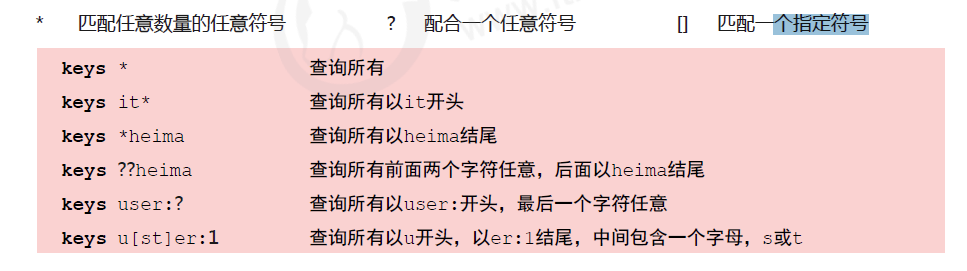 * 匹配任意数量的任意符号 ? 配合一个任意符号 [] 匹配一个指定符号
keys * 查询所有
keys it* 查询所有以it开头
keys *heima 查询所有以heima结尾
keys ??heima 查询所有前面两个字符任意，后面以heima结尾
keys user:? 查询所有以user:开头，最后一个字符任意
keys u[st]er:1 查询所有以u开头，以er:1结尾，中间包含一个字母，s或t